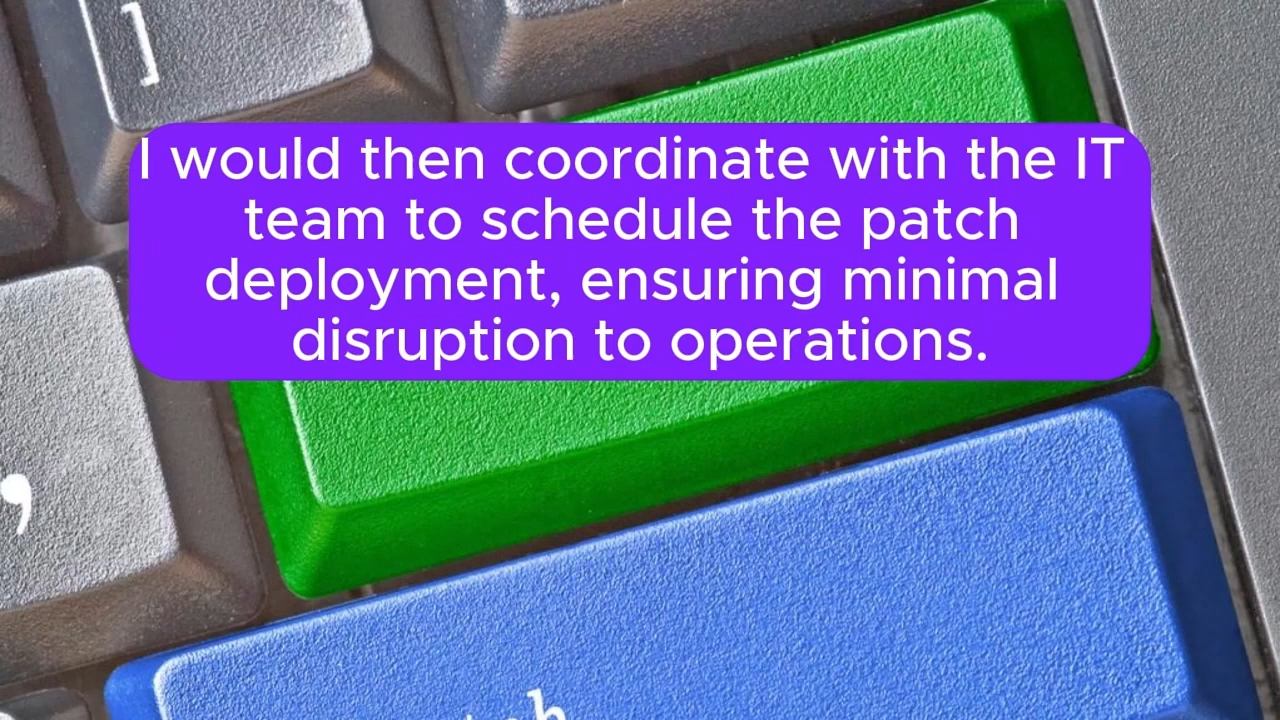 ]
I would then coordinate with the IT
team to schedule the patch
deployment, ensuring minimal
disruption to operations.
,